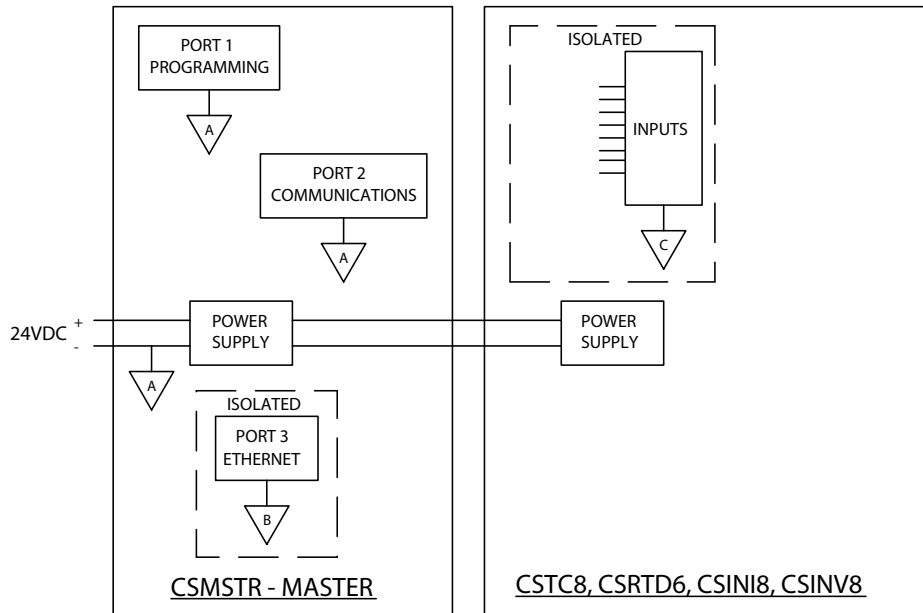 PORT 1
PROGRAMMING
A
PORT 2
COMMUNICATIONS
A
24VDC
+
-
POWER
SUPPLY
A
ISOLATED
PORT 3
ETHERNET
B
CSMSTR - MASTER
ISOLATED
INPUTS
C
POWER
SUPPLY
CSTC8, CSRTD6, CSINI8, CSINV8